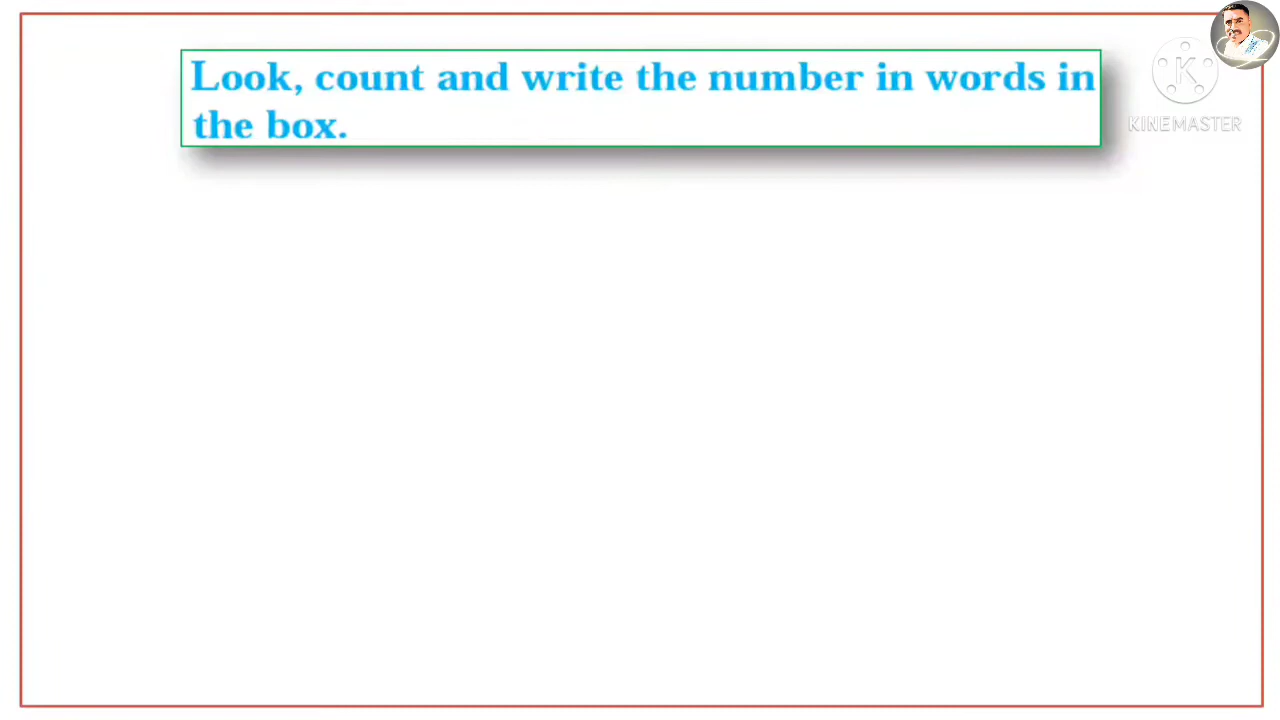 Look, count and write the number in words in
the box.
K
KINEMASTER